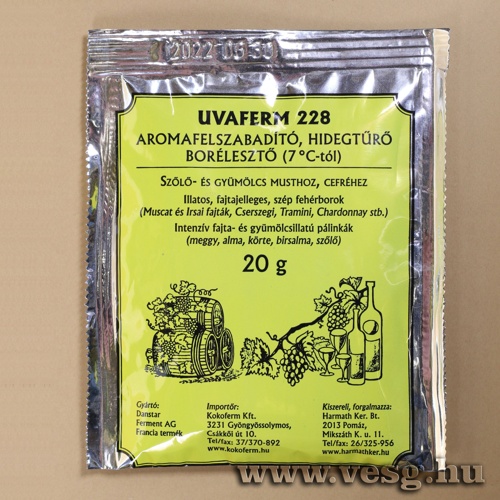 2022 06 30
UVAFERM 228
AROMAFELSZABADÍTÓ, HIDEGTŰRŐ
BORÉLESZTŐ (7 °C-tól)
SZŐLŐ- ÉS GYÜMÖLCS MUSTHOZ, CEFRÉHEZ
Illatos, fajtajelleges, szép fehérborok
(Muscat és Irsai fajták, Cserszegi, Tramini, Chardonnay stb.)
Intenzív fajta- és gyümölcsillatú pálinkák
(meggy, alma, körte, birsalma, szőlő)
20 g
Gyártó:
Danstar
Ferment AG
Francia termék
Importőr:
Kokoferm Kft.
3231 Gyöngyössolymos,
Csákkői út 10.
Tel/fax: 37/370-892
www.kokoferm.hu
Kiszereli, forgalmazza:
Harmath Ker. Bt.
2013 Pomáz,
Mikszáth K. u. 11.
Tel/fax: 26/325-956
www.harmathker.hu
www.vesg.hu